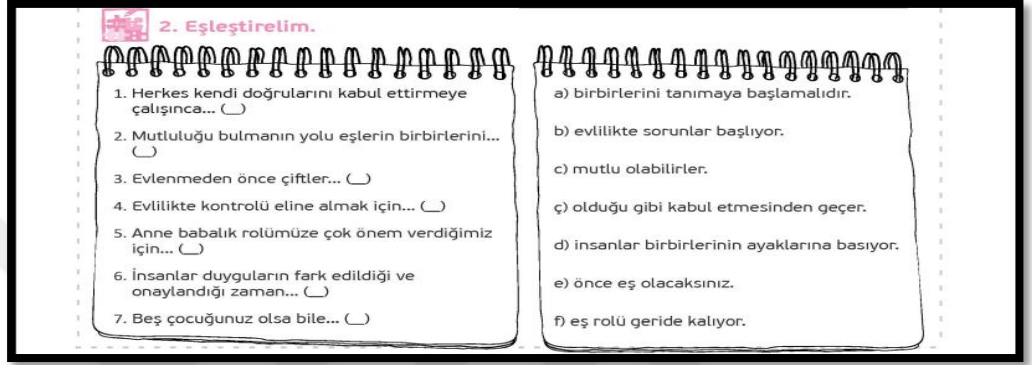 2. Eşleştirelim.
1. Herkes kendi doğrularını kabul ettirmeye
çalışınca... (__)
2. Mutluluğu bulmanın yolu eşlerin birbirlerini...
(__)
3. Evlenmeden önce çiftler... (__)
4. Evlilikte kontrolü eline almak için... (__)
5. Anne babalık rolümüze çok önem verdiğimiz
için... (__)
6. İnsanlar duyguların fark edildiği ve
onaylandığı zaman... (__)
7. Beş çocuğunuz olsa bile... (__)
a) birbirlerini tanımaya başlamalıdır.
b) evlilikte sorunlar başlıyor.
c) mutlu olabilirler.
ç) olduğu gibi kabul etmesinden geçer.
d) insanlar birbirlerinin ayaklarına basıyor.
e) önce eş olacaksınız.
f) eş rolü geride kalıyor.